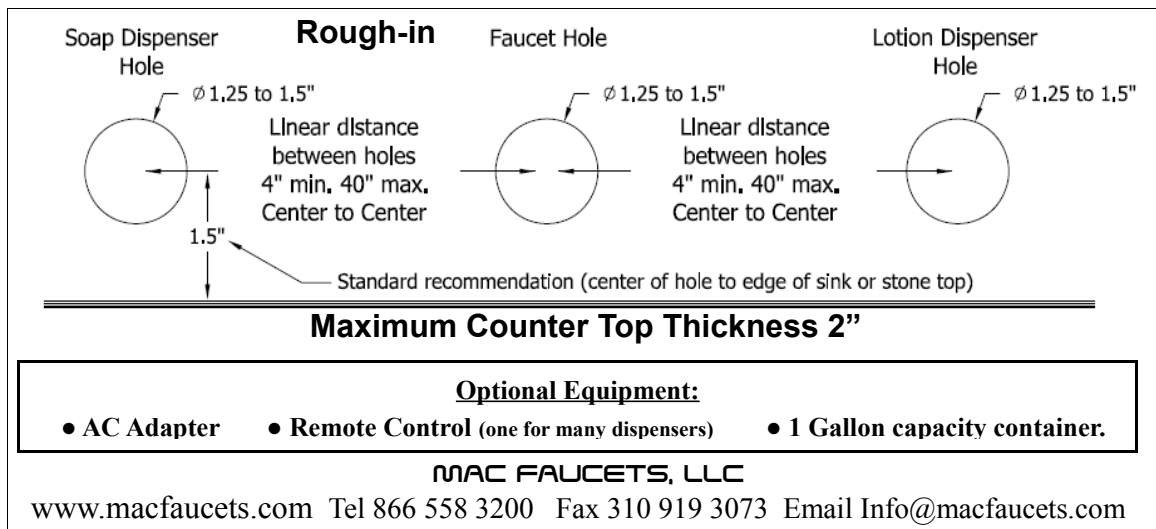 Soap Dispenser
Hole
Rough-in
Faucet Hole
Lotion Dispenser
Hole
Ø 1.25 to 1.5"
Ø 1.25 to 1.5"
Ø 1.25 to 1.5"
Linear distance
between holes
4" min. 40" max.
Center to Center
Linear distance
between holes
4" min. 40" max.
Center to Center
1.5"
Standard recommendation (center of hole to edge of sink or stone top)
Maximum Counter Top Thickness 2”
Optional Equipment:
● AC Adapter ● Remote Control (one for many dispensers) ● 1 Gallon capacity container.
MAC FAUCETS, LLC
www.macfaucets.com Tel 866 558 3200 Fax 310 919 3073 Email Info@macfaucets.com